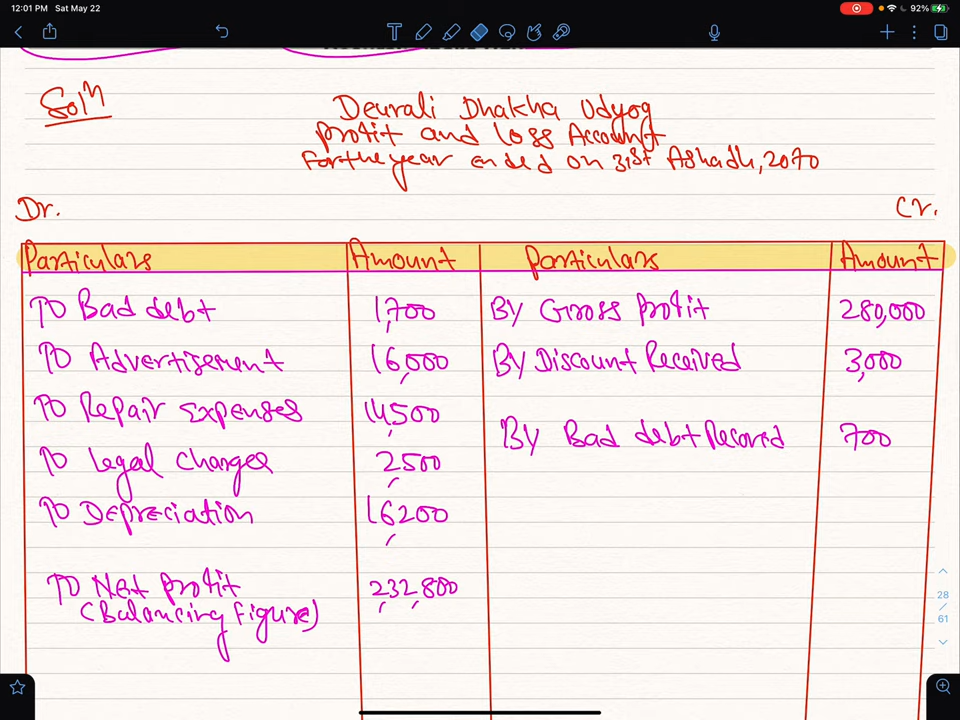 12:01 PM Sat May 22
92%
Soln
Deurali Dhakha Udyog
Profit and loss Account
For the year ended on 31st Ashadh, 2070
Dr.
Cr.
Particulars Amount Particulars Amount
To Bad debt 1,700 By Gross profit 280,000
To Advertisement 16,000 By Discount Received 3,000
To Repair Expenses 14,500
By Bad debt Recovred 700
To Legal Charges 2,500
To Depreciation 16,200
To Net profit 232,800
(Balancing figure)
28
/
61